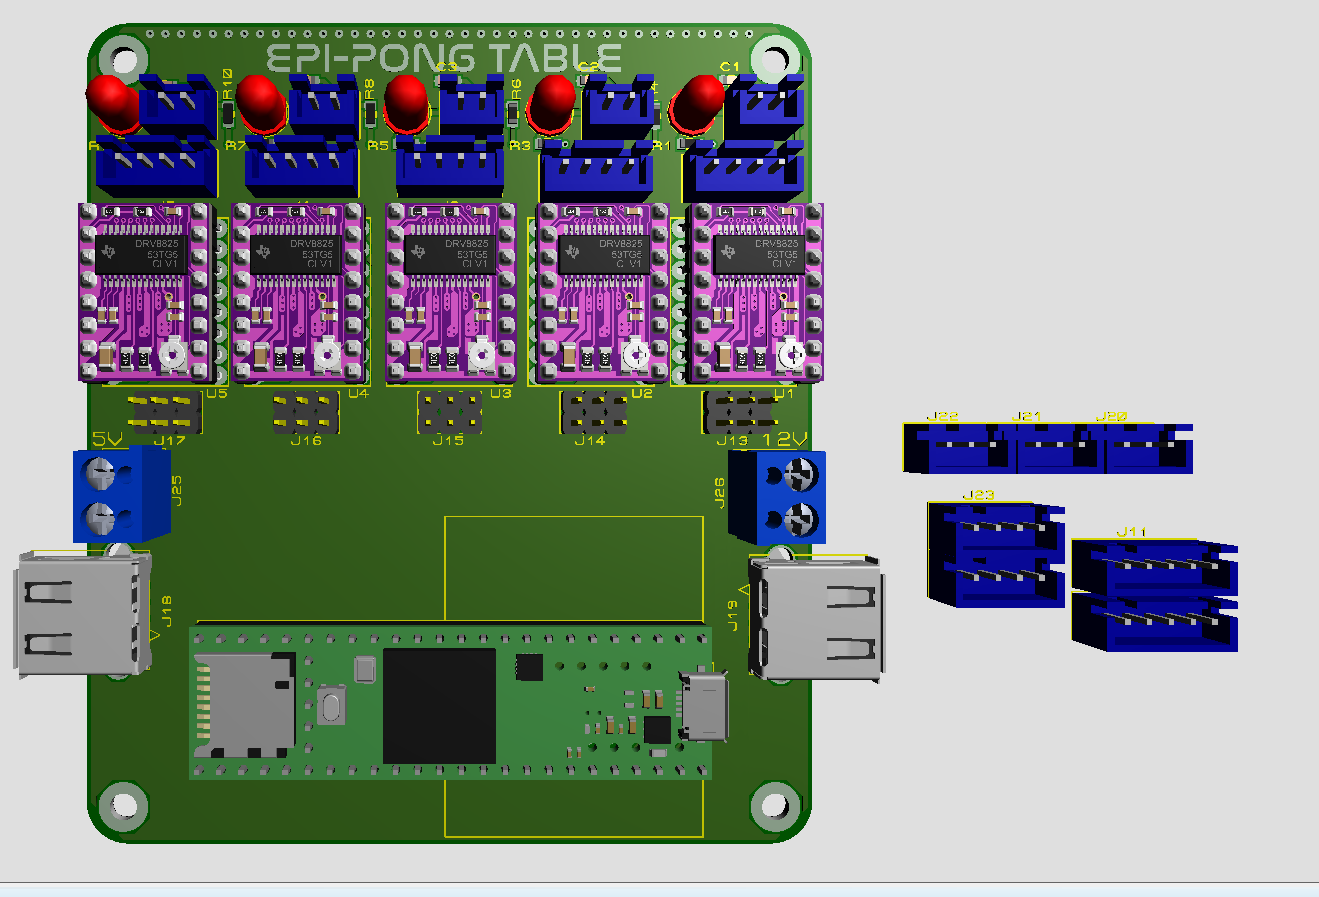 EPI-PONG TABLE
C3
C2
C1
R10
R8
R6
R7
R5
R3
R1
DRV8825
53TG5
CLV1
DRV8825
53TG5
CLV1
DRV8825
53TG5
CLV1
DRV8825
53TG5
CLV1
DRV8825
53TG5
CLV1
U5
U4
U3
U2
U1
J17
J16
J15
J14
J13
5V
12V
J22
J21
J20
J25
J26
J23
J11
J18
J19